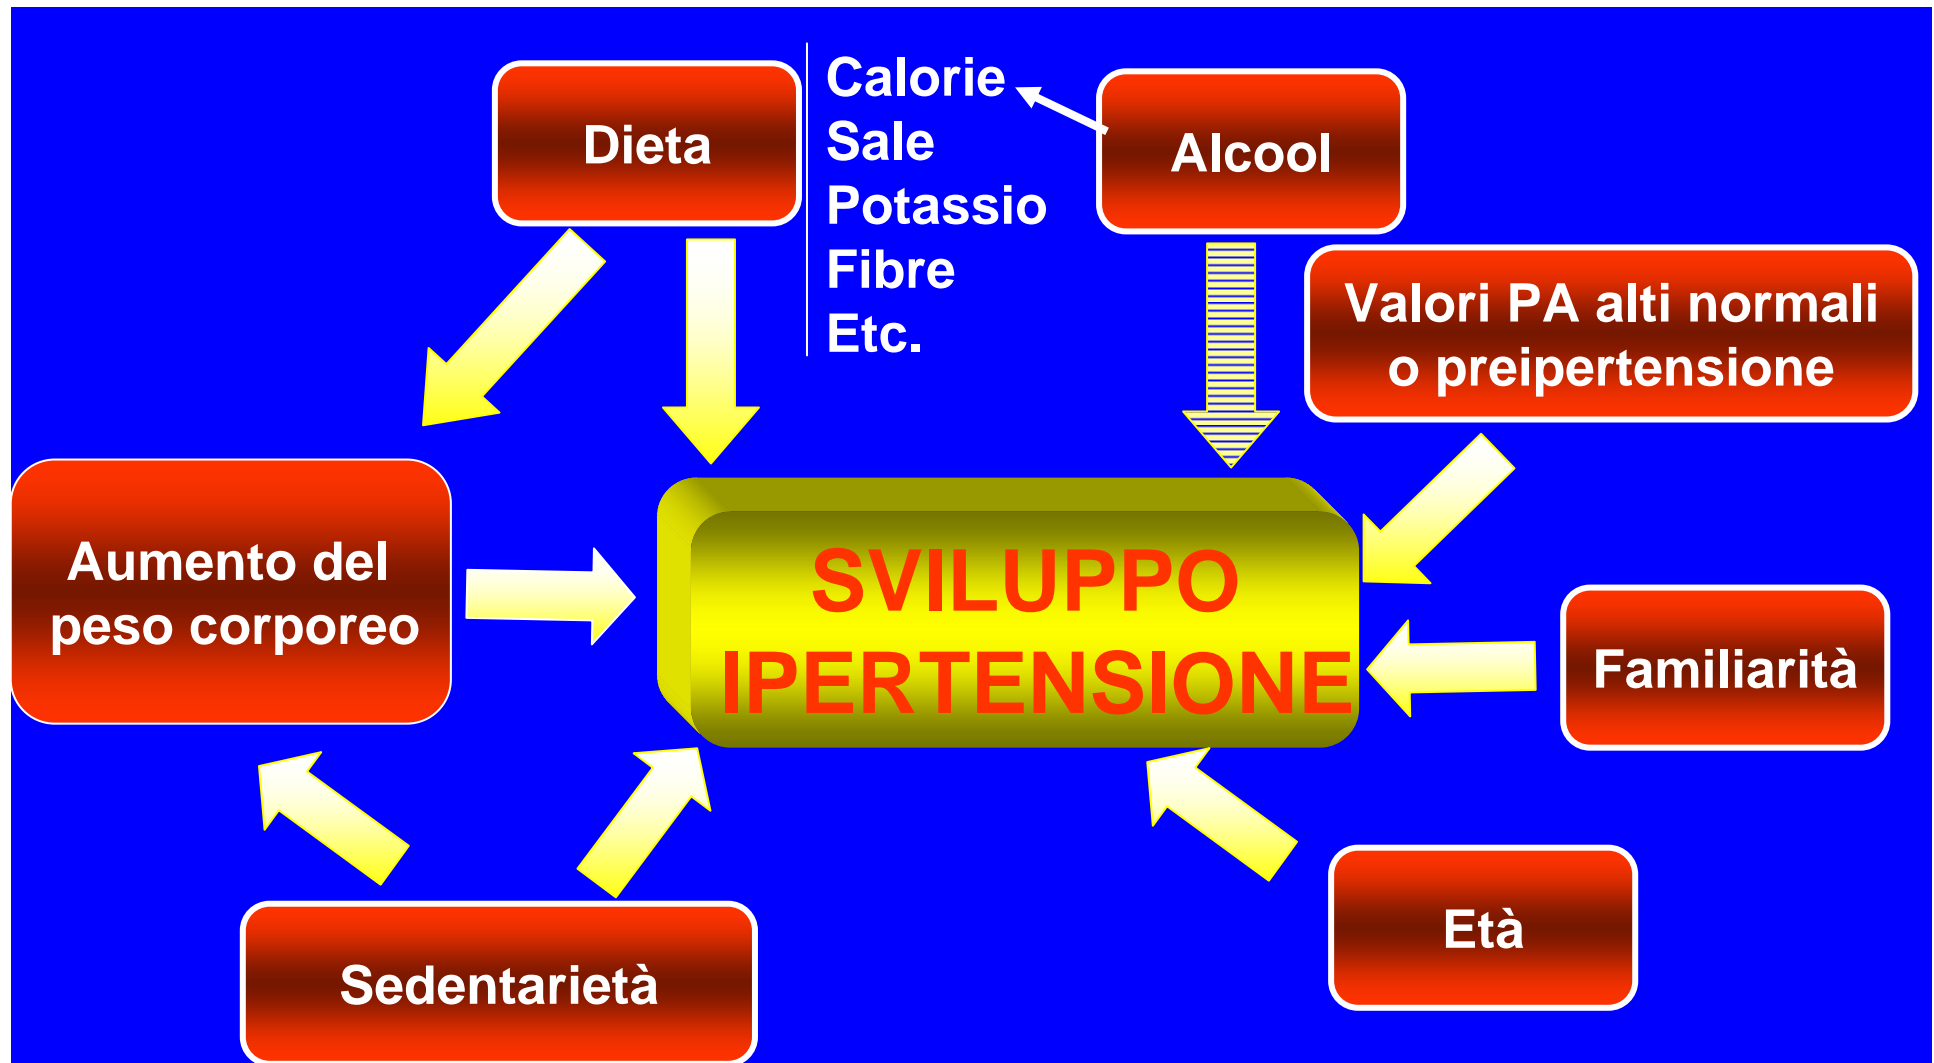 Dieta
Calorie
Sale
Potassio
Fibre
Etc.
Alcool
Valori PA alti normali
o preipertensione
Aumento del
peso corporeo
SVILUPPO
IPERTENSIONE
Familiarità
Età
Sedentarietà